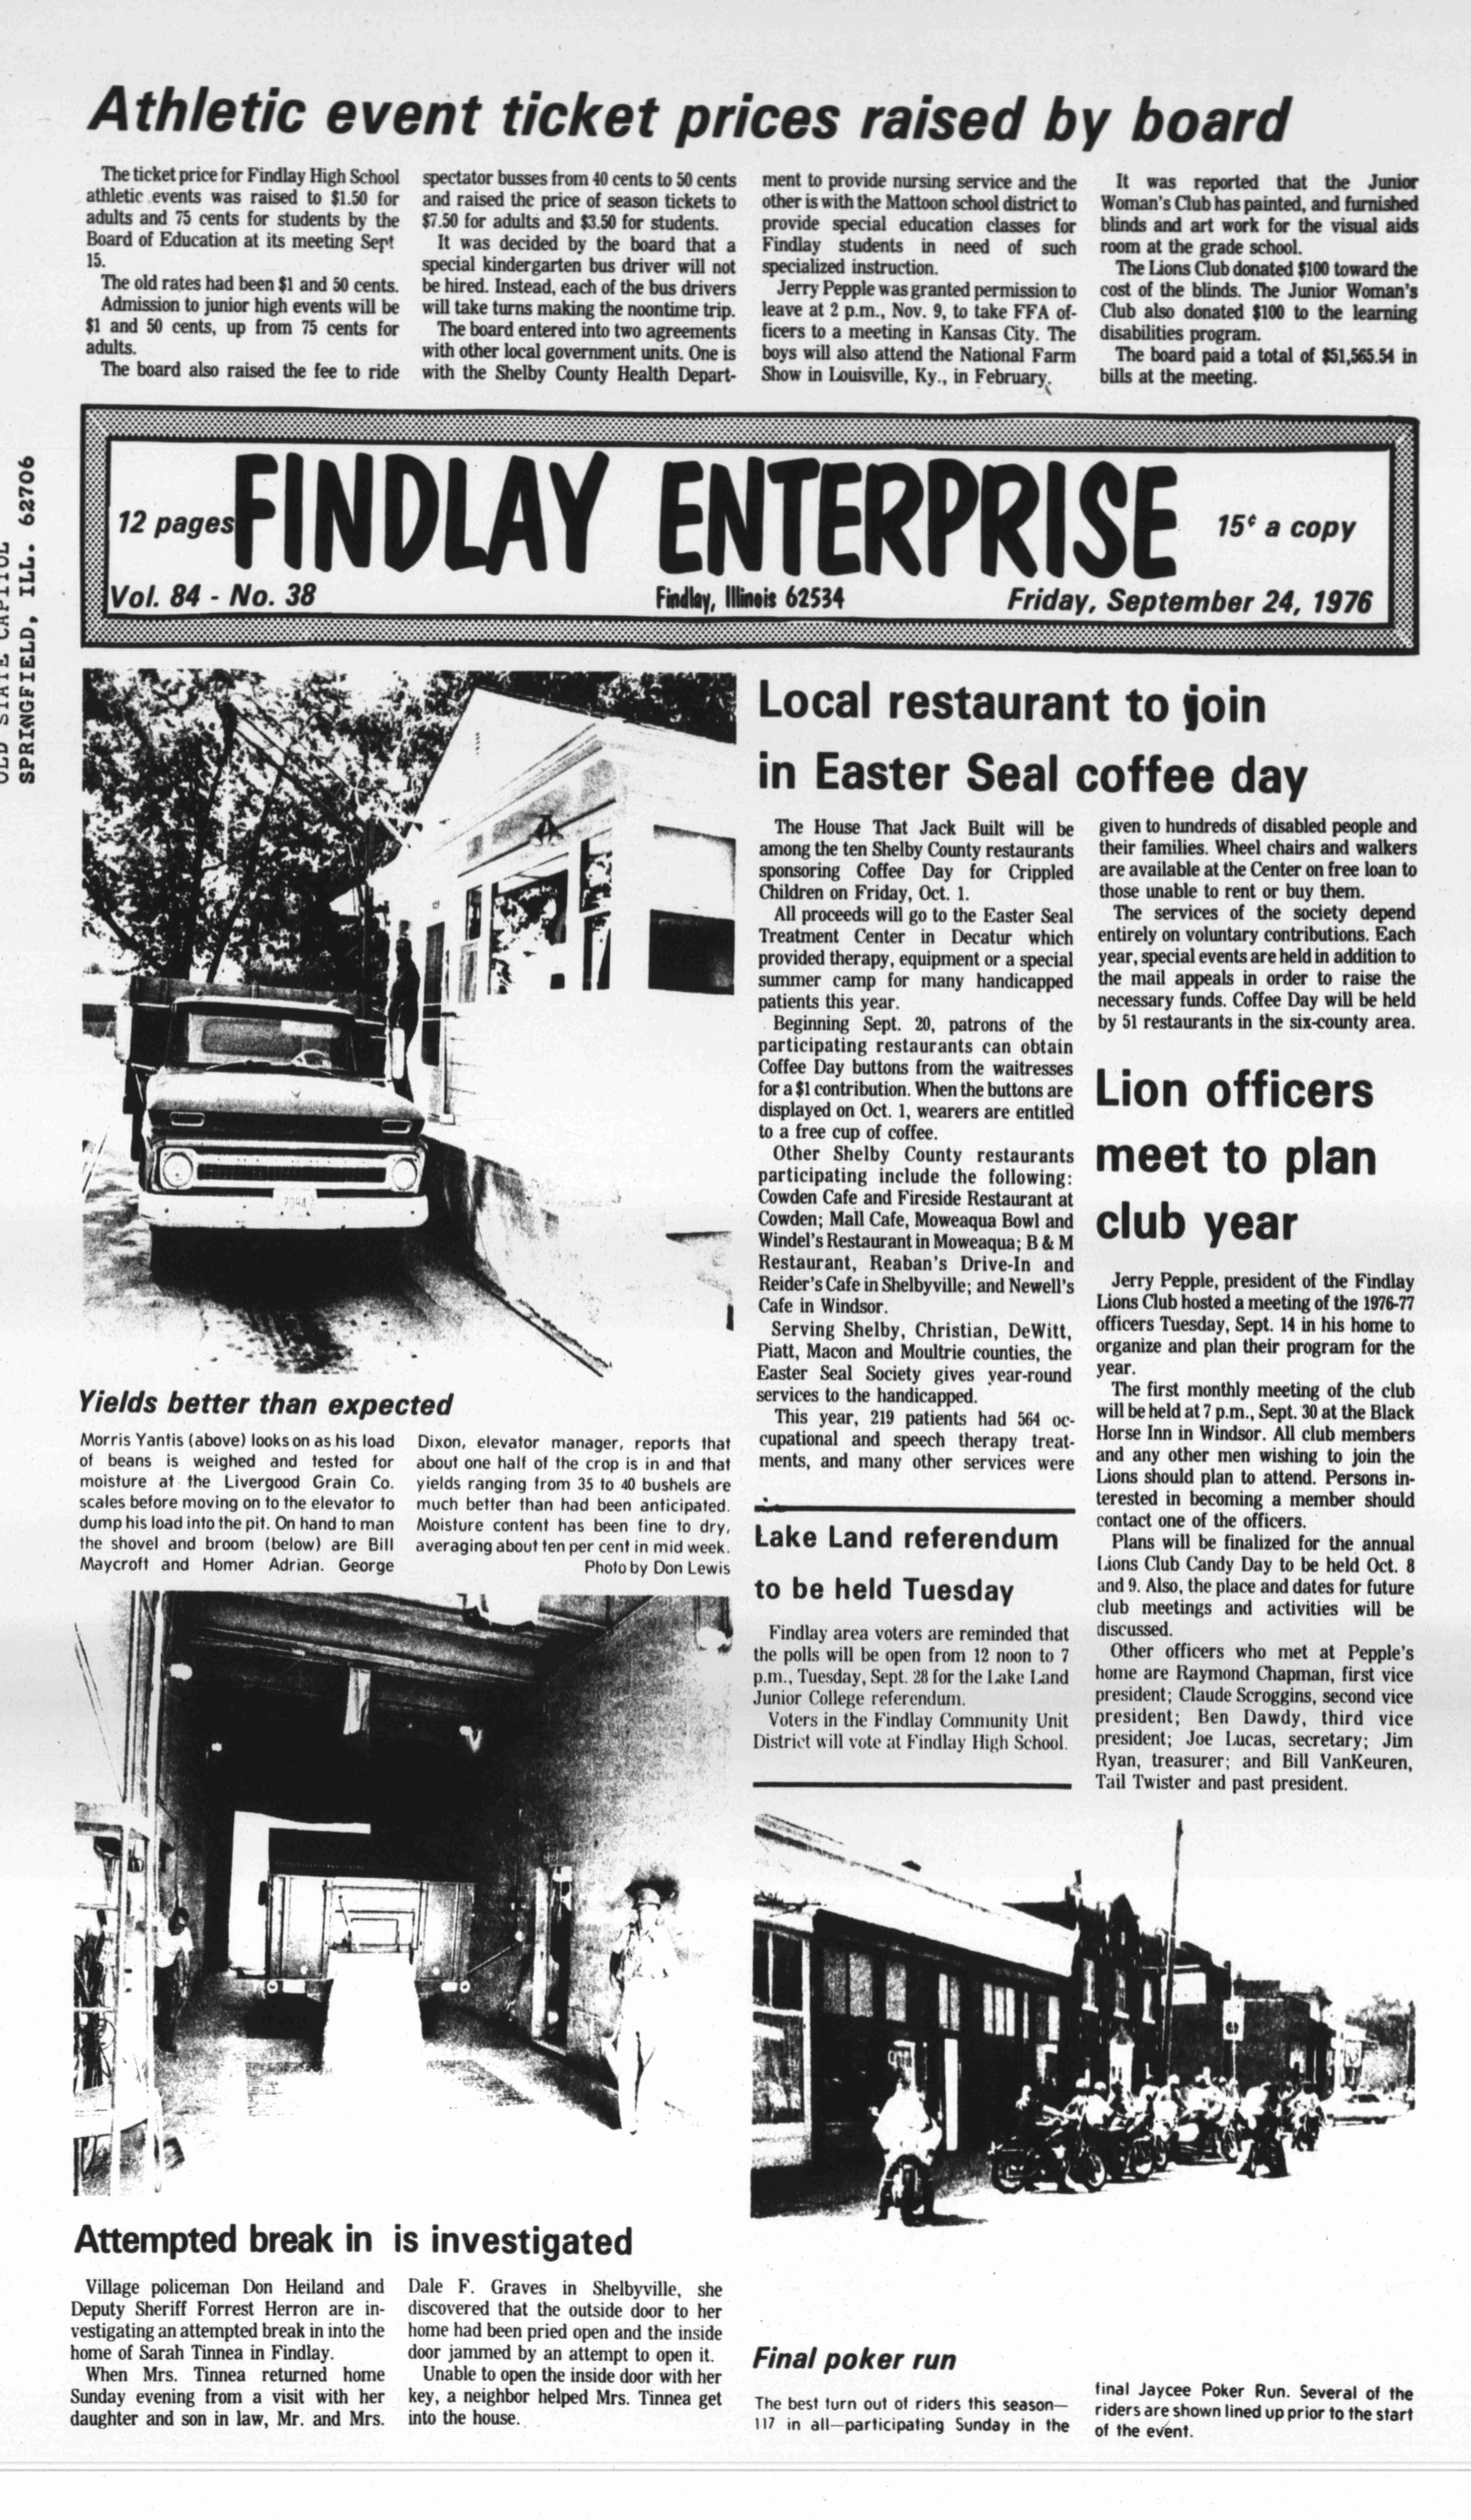 Athletic event ticket prices raised by board
The ticket price for Findlay High School
athletic events was raised to $1.50 for
adults and 75 cents for students by the
Board of Education at its meeting Sept
15.
The old rates had been $1 and 50 cents.
Admission to junior high events will be
$1 and 50 cents, up from 75 cents for
adults.
The board also raised the fee to ride
spectator busses from 40 cents to 50 cents
and raised the price of season tickets to
$7.50 for adults and $3.50 for students.
It was decided by the board that a
special kindergarten bus driver will not
be hired. Instead, each of the bus drivers
will take turns making the noontime trip.
The board entered into two agreements
with other local government units. One is
with the Shelby County Health Depart-
ment to provide nursing service and the
other is with the Mattoon school district to
provide special education classes for
Findlay students in need of such
specialized instruction.
Jerry Pepple was granted permission to
leave at 2 p.m., Nov. 9, to take FFA of-
ficers to a meeting in Kansas City. The
boys will also attend the National Farm
Show in Louisville, Ky., in February.
It was reported that the Junior
Woman's Club has painted, and furnished
blinds and art work for the visual aids
room at the grade school.
The Lions Club donated $100 toward the
cost of the blinds. The Junior Woman's
Club also donated $100 to the learning
disabilities program.
The board paid a total of $51,565.54 in
bills at the meeting.
OLD STATE CAPITOL
SPRINGFIELD, ILL. 62706
12 pages
FINDLAY ENTERPRISE
15¢ a copy
Vol. 84 - No. 38
Findlay, Illinois 62534
Friday, September 24, 1976
Yields better than expected
Morris Yantis (above) looks on as his load
of beans is weighed and tested for
moisture at the Livergood Grain Co.
scales before moving on to the elevator to
dump his load into the pit. On hand to man
the shovel and broom (below) are Bill
Maycroft and Homer Adrian. George
Dixon, elevator manager, reports that
about one half of the crop is in and that
yields ranging from 35 to 40 bushels are
much better than had been anticipated.
Moisture content has been fine to dry,
averaging about ten per cent in mid week.
Photo by Don Lewis
Local restaurant to join
in Easter Seal coffee day
The House That Jack Built will be
among the ten Shelby County restaurants
sponsoring Coffee Day for Crippled
Children on Friday, Oct. 1.
All proceeds will go to the Easter Seal
Treatment Center in Decatur which
provided therapy, equipment or a special
summer camp for many handicapped
patients this year.
Beginning Sept. 20, patrons of the
participating restaurants can obtain
Coffee Day buttons from the waitresses
for a $1 contribution. When the buttons are
displayed on Oct. 1, wearers are entitled
to a free cup of coffee.
Other Shelby County restaurants
participating include the following:
Cowden Cafe and Fireside Restaurant at
Cowden; Mall Cafe, Moweaqua Bowl and
Windel's Restaurant in Moweaqua; B & M
Restaurant, Reaban's Drive-In and
Reider's Cafe in Shelbyville; and Newell's
Cafe in Windsor.
Serving Shelby, Christian, DeWitt,
Piatt, Macon and Moultrie counties, the
Easter Seal Society gives year-round
services to the handicapped.
This year, 219 patients had 564 oc-
cupational and speech therapy treat-
ments, and many other services were
given to hundreds of disabled people and
their families. Wheel chairs and walkers
are available at the Center on free loan to
those unable to rent or buy them.
The services of the society depend
entirely on voluntary contributions. Each
year, special events are held in addition to
the mail appeals in order to raise the
necessary funds. Coffee Day will be held
by 51 restaurants in the six-county area.
Lake Land referendum
to be held Tuesday
Findlay area voters are reminded that
the polls will be open from 12 noon to 7
p.m., Tuesday, Sept. 28 for the Lake Land
Junior College referendum.
Voters in the Findlay Community Unit
District will vote at Findlay High School.
Lion officers
meet to plan
club year
Jerry Pepple, president of the Findlay
Lions Club hosted a meeting of the 1976-77
officers Tuesday, Sept. 14 in his home to
organize and plan their program for the
year.
The first monthly meeting of the club
will be held at 7 p.m., Sept. 30 at the Black
Horse Inn in Windsor. All club members
and any other men wishing to join the
Lions should plan to attend. Persons in-
terested in becoming a member should
contact one of the officers.
Plans will be finalized for the annual
Lions Club Candy Day to be held Oct. 8
and 9. Also, the place and dates for future
club meetings and activities will be
discussed.
Other officers who met at Pepple's
home are Raymond Chapman, first vice
president; Claude Scroggins, second vice
president; Ben Dawdy, third vice
president; Joe Lucas, secretary; Jim
Ryan, treasurer; and Bill VanKeuren,
Tail Twister and past president.
Attempted break in is investigated
Village policeman Don Heiland and
Deputy Sheriff Forrest Herron are in-
vestigating an attempted break in into the
home of Sarah Tinnea in Findlay.
When Mrs. Tinnea returned home
Sunday evening from a visit with her
daughter and son in law, Mr. and Mrs.
Dale F. Graves in Shelbyville, she
discovered that the outside door to her
home had been pried open and the inside
door jammed by an attempt to open it.
Unable to open the inside door with her
key, a neighbor helped Mrs. Tinnea get
into the house.
Final poker run
The best turn out of riders this season—
117 in all—participating Sunday in the
final Jaycee Poker Run. Several of the
riders are shown lined up prior to the start
of the event.